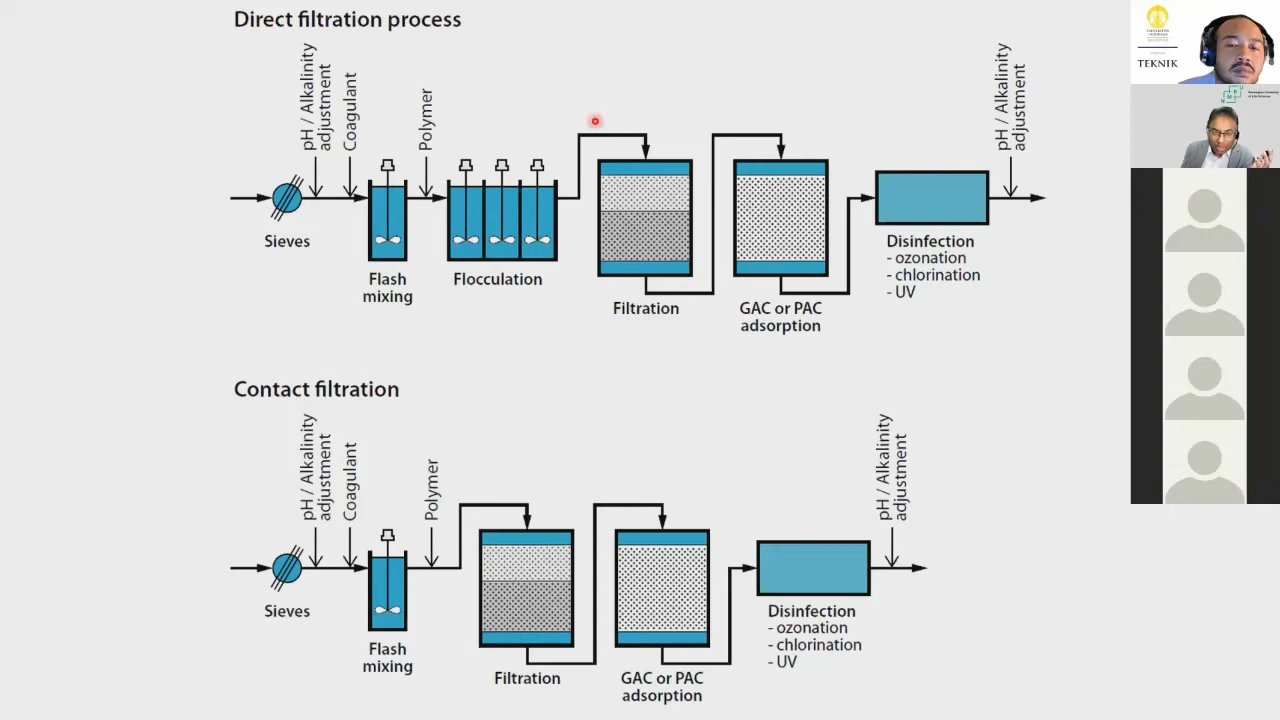 Direct filtration process
pH / Alkalinity
adjustment
Coagulant
Polymer
pH / Alkalinity
adjustment
Sieves
Flash
mixing
Flocculation
Filtration
GAC or PAC
adsorption
Disinfection
- ozonation
- chlorination
- UV
Contact filtration
pH / Alkalinity
adjustment
Coagulant
Polymer
pH / Alkalinity
adjustment
Sieves
Flash
mixing
Filtration
GAC or PAC
adsorption
Disinfection
- ozonation
- chlorination
- UV
TEKNIK